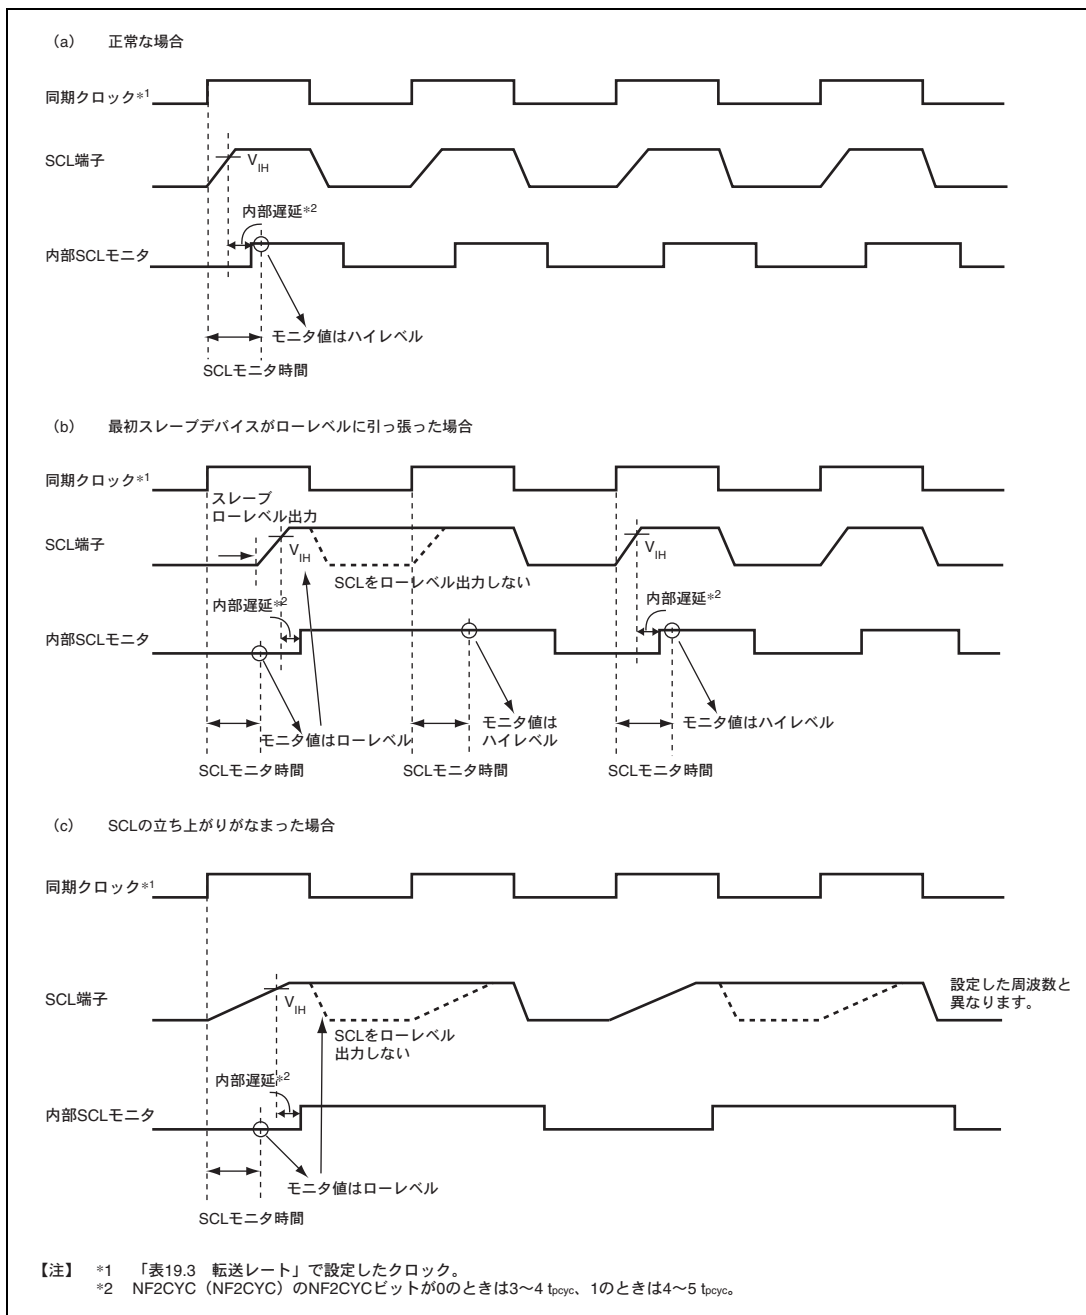 (a) 正常な場合
同期クロック*1
SCL端子
VIH
内部遅延*2
内部SCLモニタ
モニタ値はハイレベル
SCLモニタ時間
(b) 最初スレーブデバイスがローレベルに引っ張った場合
同期クロック*1
スレーブ
ローレベル出力
SCL端子
VIH
VIH
SCLをローレベル出力しない
内部遅延*2
内部遅延*2
内部SCLモニタ
モニタ値はローレベル
モニタ値は
ハイレベル
モニタ値はハイレベル
SCLモニタ時間
SCLモニタ時間
SCLモニタ時間
(c) SCLの立ち上がりがなまった場合
同期クロック*1
SCL端子
VIH
設定した周波数と
異なります。
SCLをローレベル
出力しない
内部遅延*2
内部SCLモニタ
モニタ値はローレベル
SCLモニタ時間
【注】 *1 「表19.3 転送レート」で設定したクロック。
*2 NF2CYC（NF2CYC）のNF2CYCビットが0のときは3～4 tpcyc、1のときは4～5 tpcyc。